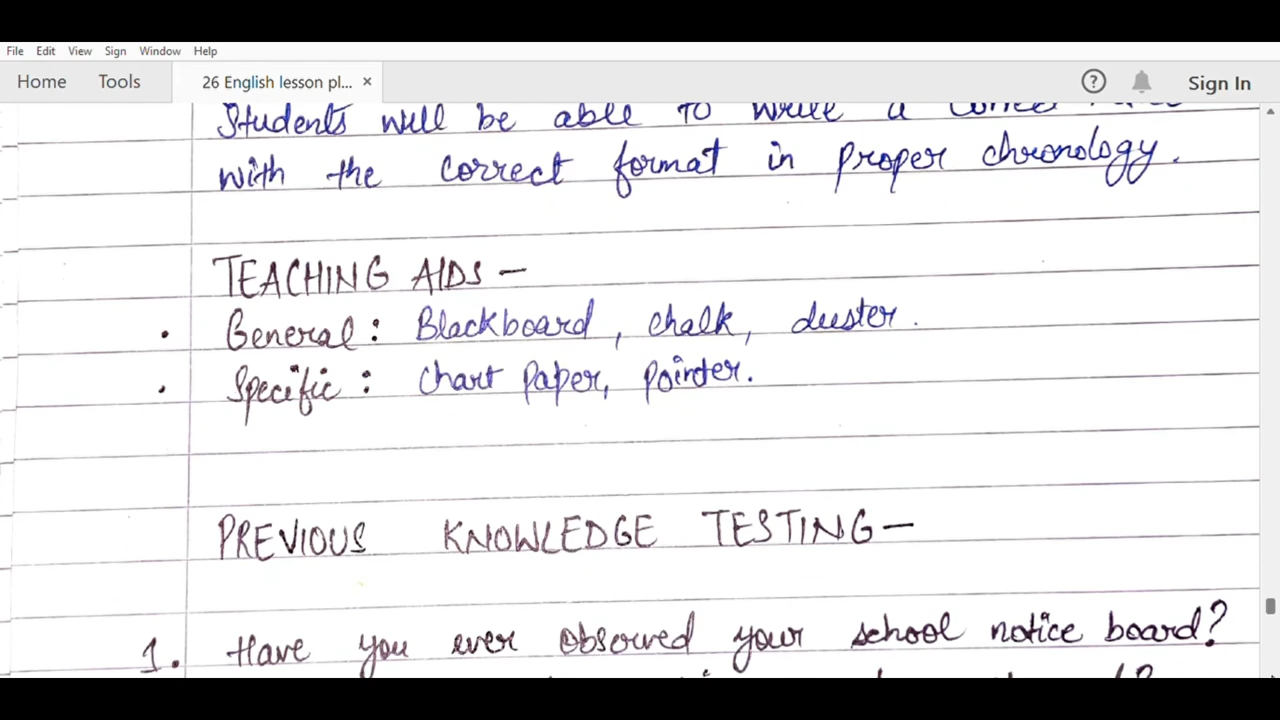 File Edit View Sign Window Help
Home Tools 26 English lesson pl... × Sign In
Students will be able to write a
with the correct format in proper chronology.
TEACHING AIDS -
• General : Blackboard, chalk, duster.
• Specific : Chart Paper, Pointer.
PREVIOUS KNOWLEDGE TESTING -
1. Have you ever observed your school notice board?